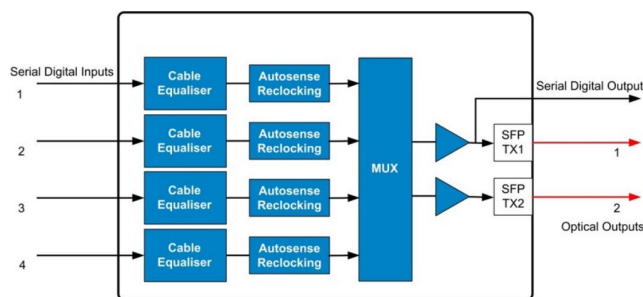 Serial Digital Inputs
1
Cable
Equaliser
Autosense
Reclocking
2
Cable
Equaliser
Autosense
Reclocking
3
Cable
Equaliser
Autosense
Reclocking
4
Cable
Equaliser
Autosense
Reclocking
MUX
Serial Digital Output
SFP
TX1
1
SFP
TX2
2
Optical Outputs